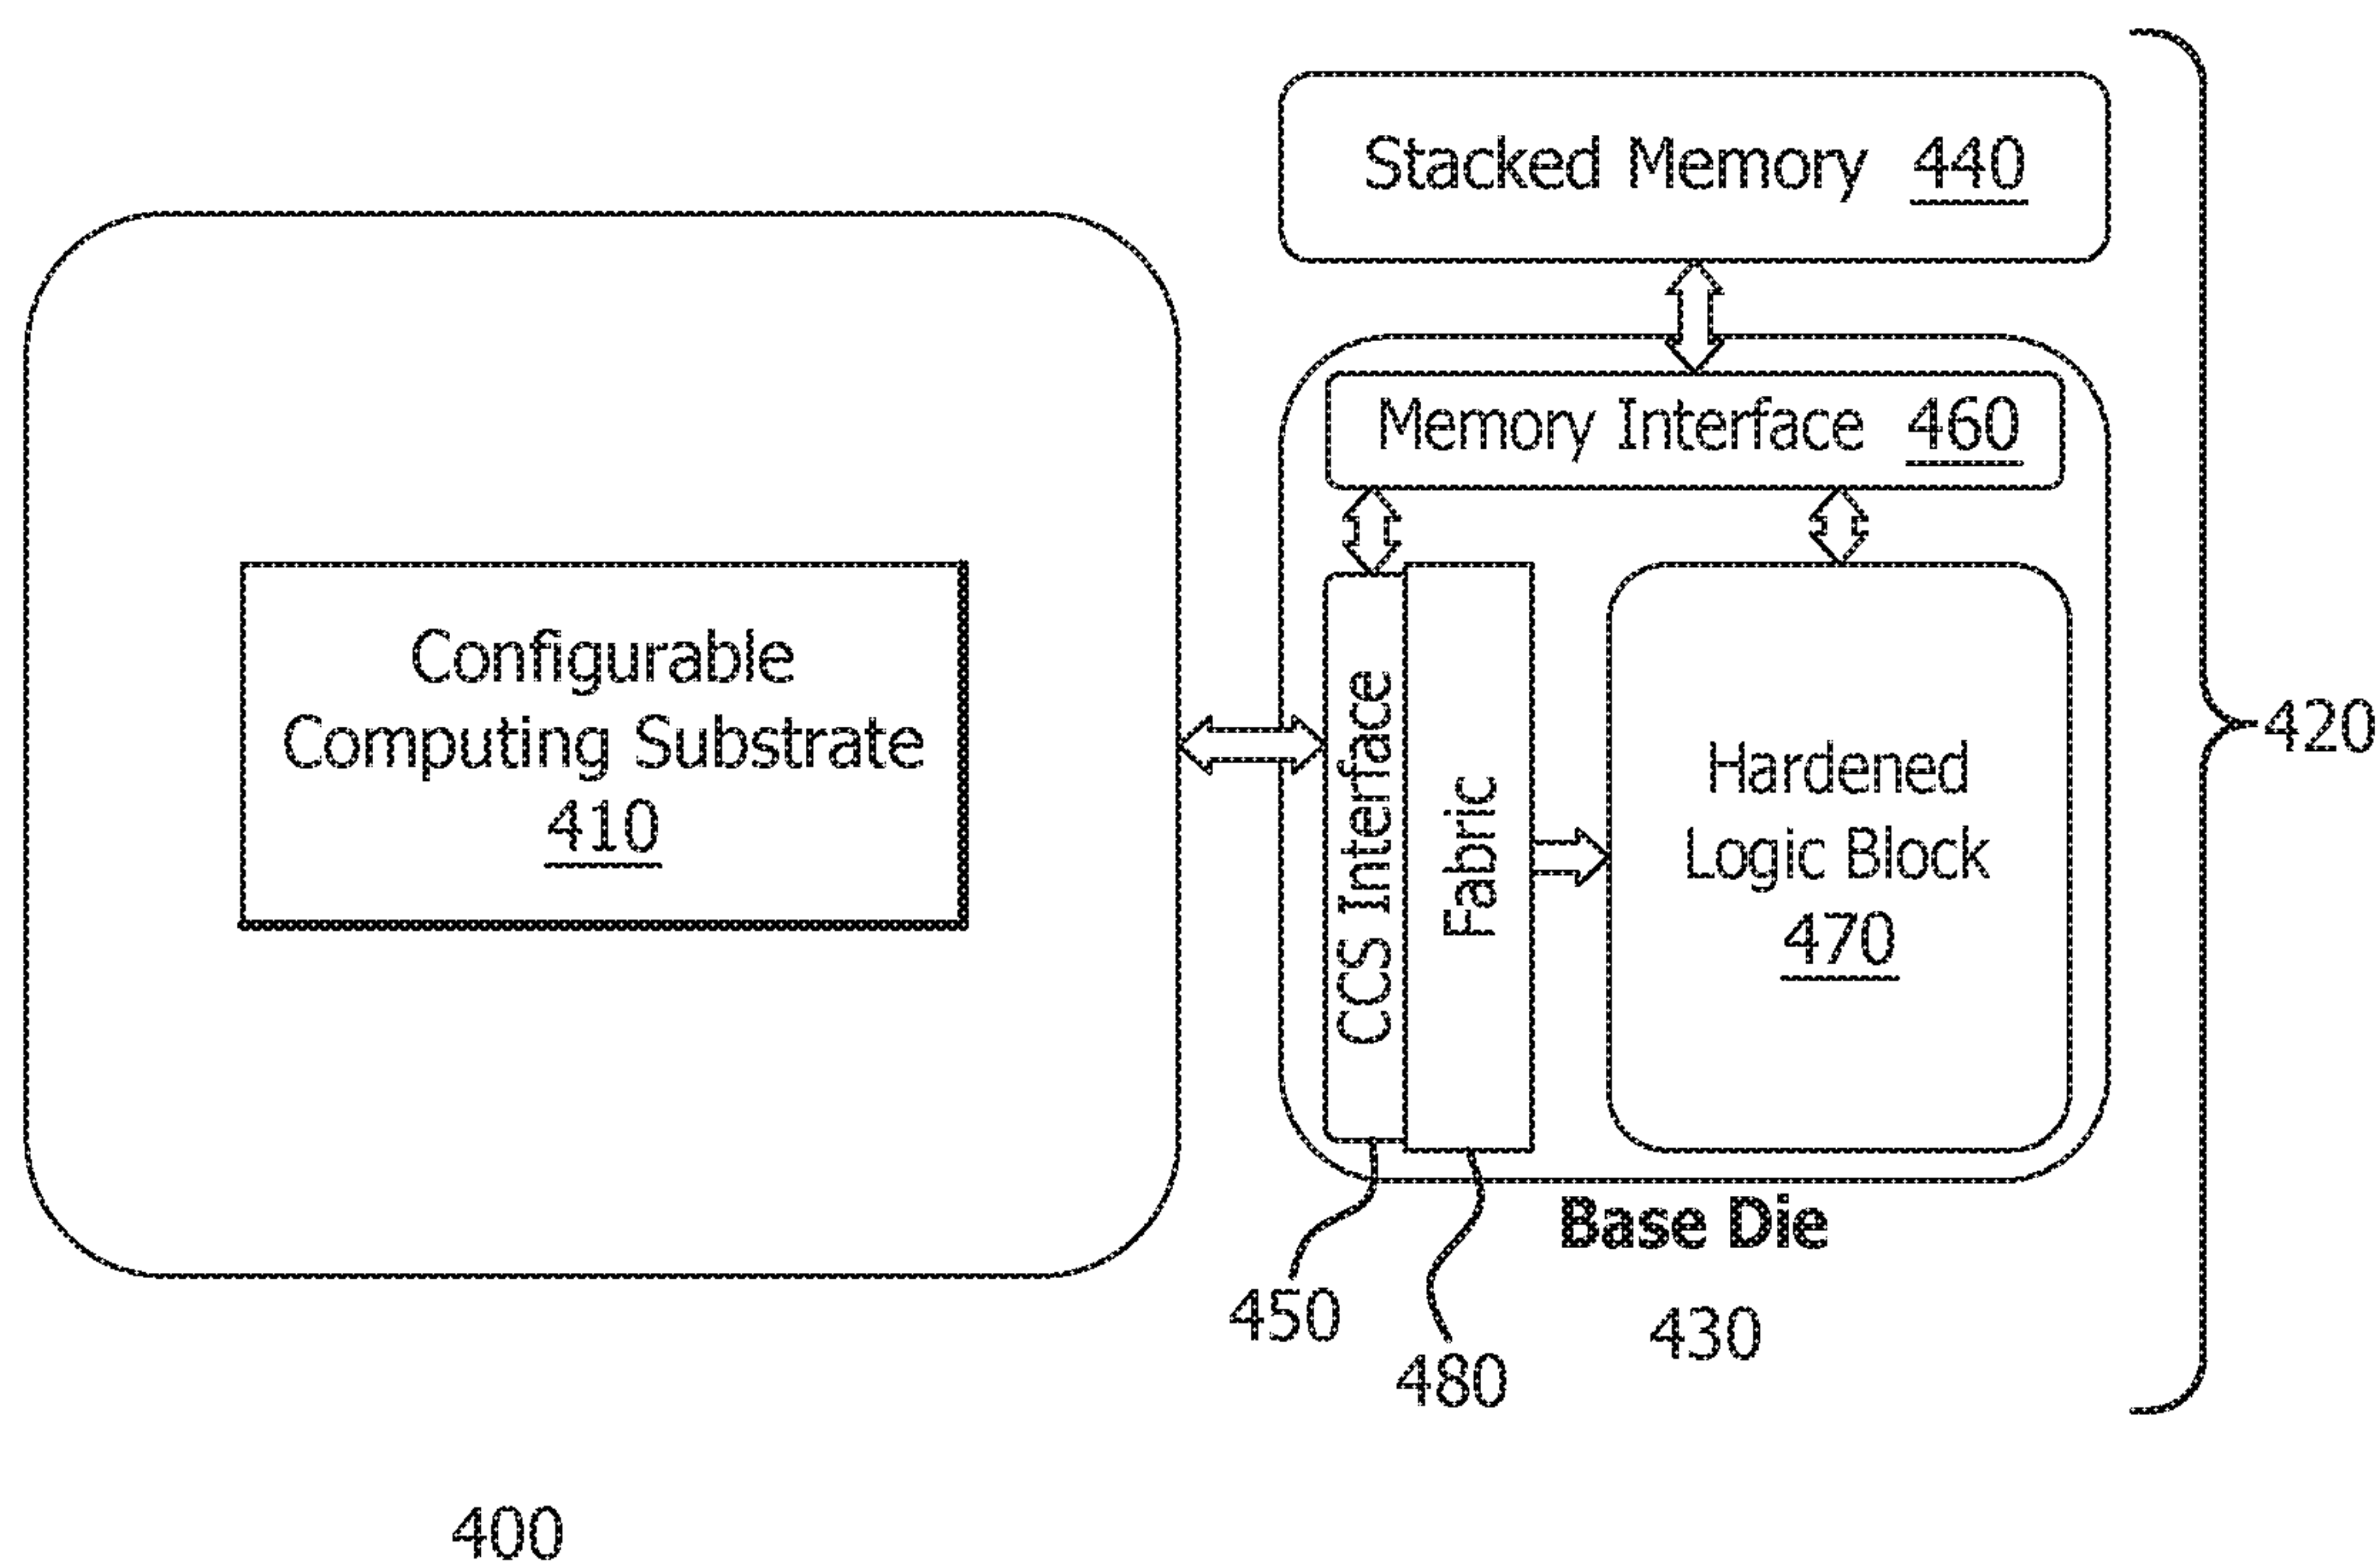 Stacked Memory 440
Memory Interface 460
Configurable
Computing Substrate
410
CCS Interface
Fabric
Hardened
Logic Block
470
420
Base Die
450
480
430
400